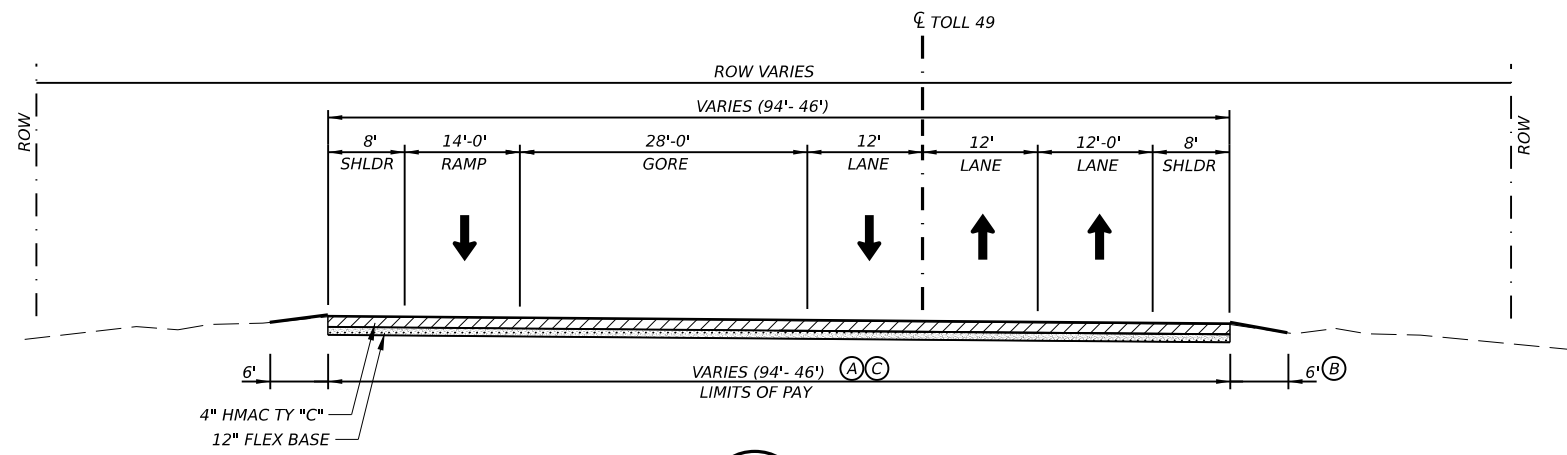 ℄ TOLL 49
ROW VARIES
VARIES (94'- 46')
ROW
ROW
8' 14'-0' 28'-0' 12' 12' 12'-0' 8'
SHLDR RAMP GORE LANE LANE LANE SHLDR
6' VARIES (94'- 46') A C 6' B
LIMITS OF PAY
4" HMAC TY "C"
12" FLEX BASE